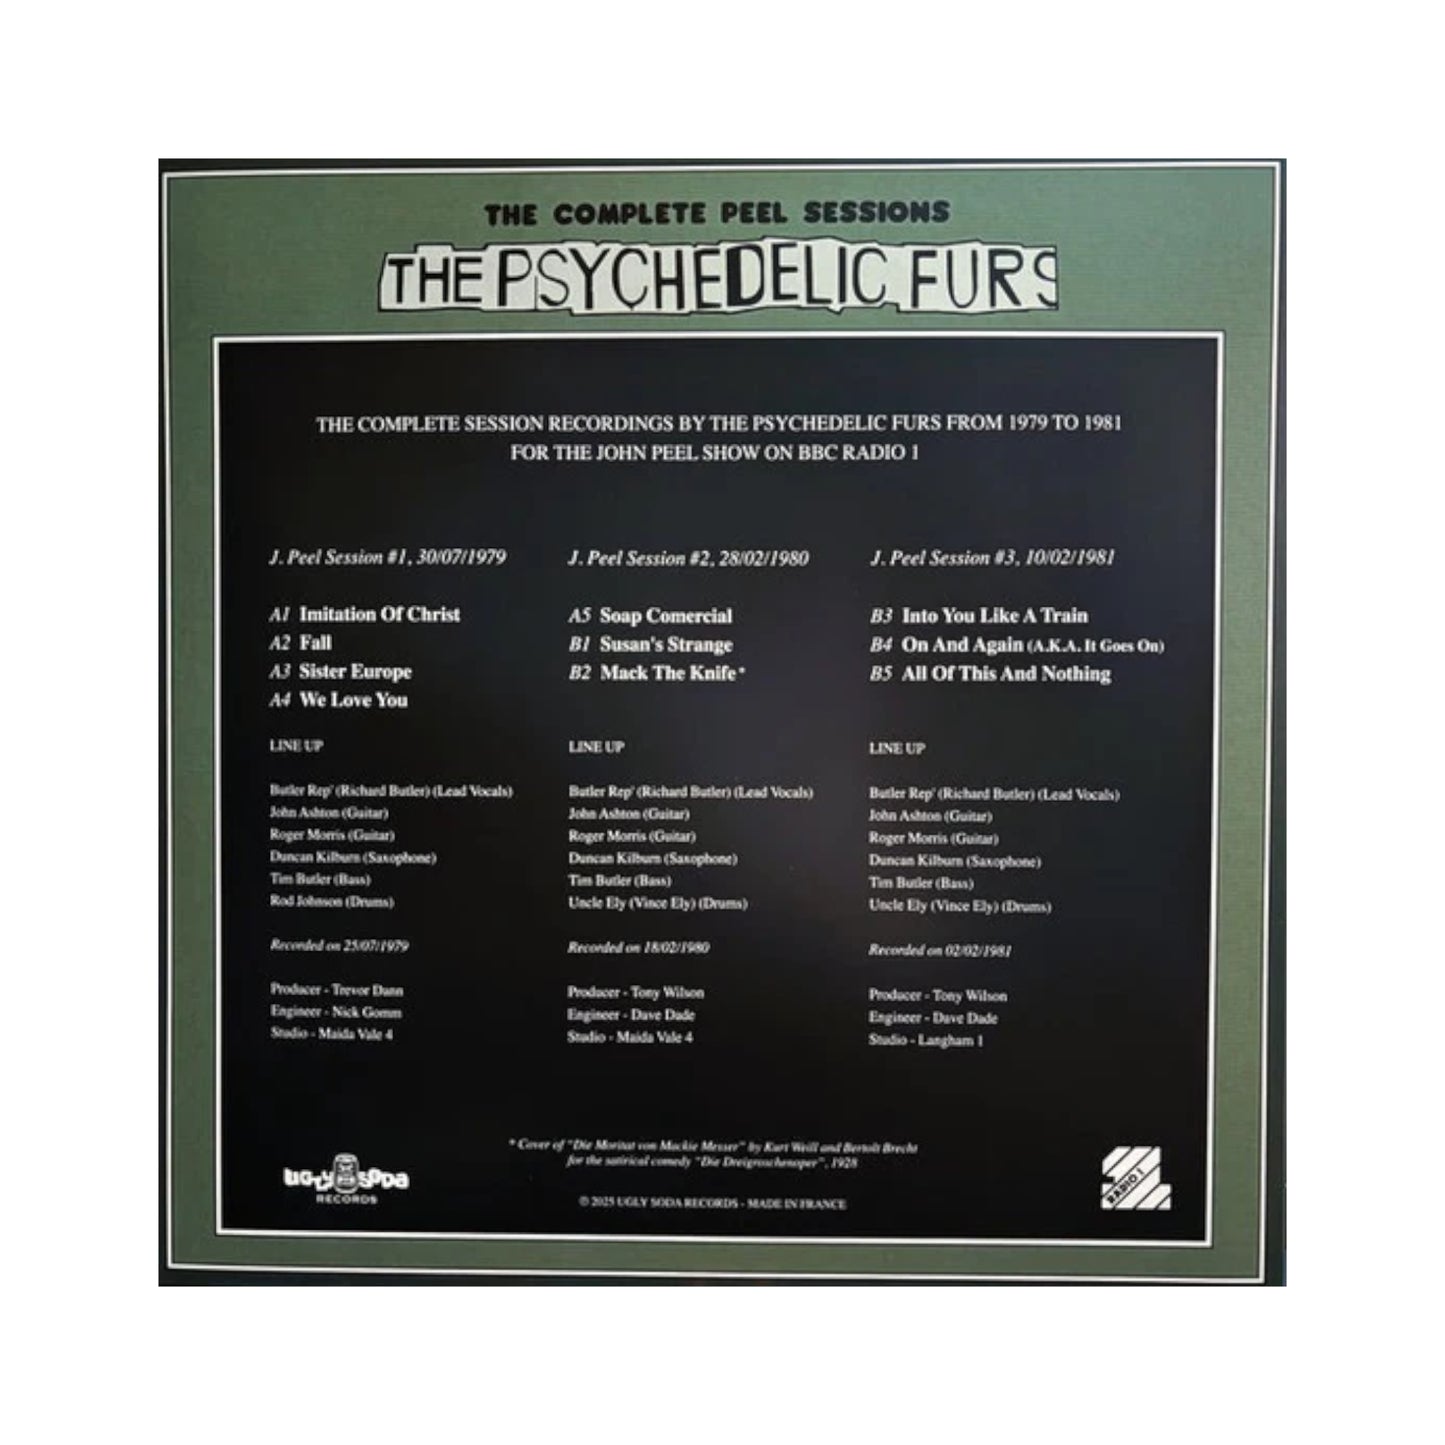 THE COMPLETE PEEL SESSIONS
THE PSYCHEDELIC FURS
THE COMPLETE SESSION RECORDINGS BY THE PSYCHEDELIC FURS FROM 1979 TO 1981
FOR THE JOHN PEEL SHOW ON BBC RADIO 1
J. Peel Session #1, 30/07/1979
A1 Imitation Of Christ
A2 Fall
A3 Sister Europe
A4 We Love You
LINE UP
Butler Rep' (Richard Butler) (Lead Vocals)
John Ashton (Guitar)
Roger Morris (Guitar)
Duncan Kilburn (Saxophone)
Tim Butler (Bass)
Rod Johnson (Drums)
Recorded on 25/07/1979
Producer - Trevor Dann
Engineer - Nick Gomm
Studio - Maida Vale 4
J. Peel Session #2, 28/02/1980
A5 Soap Comercial
B1 Susan's Strange
B2 Mack The Knife*
LINE UP
Butler Rep' (Richard Butler) (Lead Vocals)
John Ashton (Guitar)
Roger Morris (Guitar)
Duncan Kilburn (Saxophone)
Tim Butler (Bass)
Uncle Ely (Vince Ely) (Drums)
Recorded on 18/02/1980
Producer - Tony Wilson
Engineer - Dave Dade
Studio - Maida Vale 4
J. Peel Session #3, 10/02/1981
B3 Into You Like A Train
B4 On And Again (A.K.A. It Goes On)
B5 All Of This And Nothing
LINE UP
Butler Rep' (Richard Butler) (Lead Vocals)
John Ashton (Guitar)
Roger Morris (Guitar)
Duncan Kilburn (Saxophone)
Tim Butler (Bass)
Uncle Ely (Vince Ely) (Drums)
Recorded on 02/02/1981
Producer - Tony Wilson
Engineer - Dave Dade
Studio - Langham 1
* Cover of "Die Moritat von Mackie Messer" by Kurt Weill and Bertolt Brecht
for the satirical comedy "Die Dreigroschenoper", 1928
© 2025 UGLY SODA RECORDS - MADE IN FRANCE
UGLY SODA
RECORDS
RADIO 1